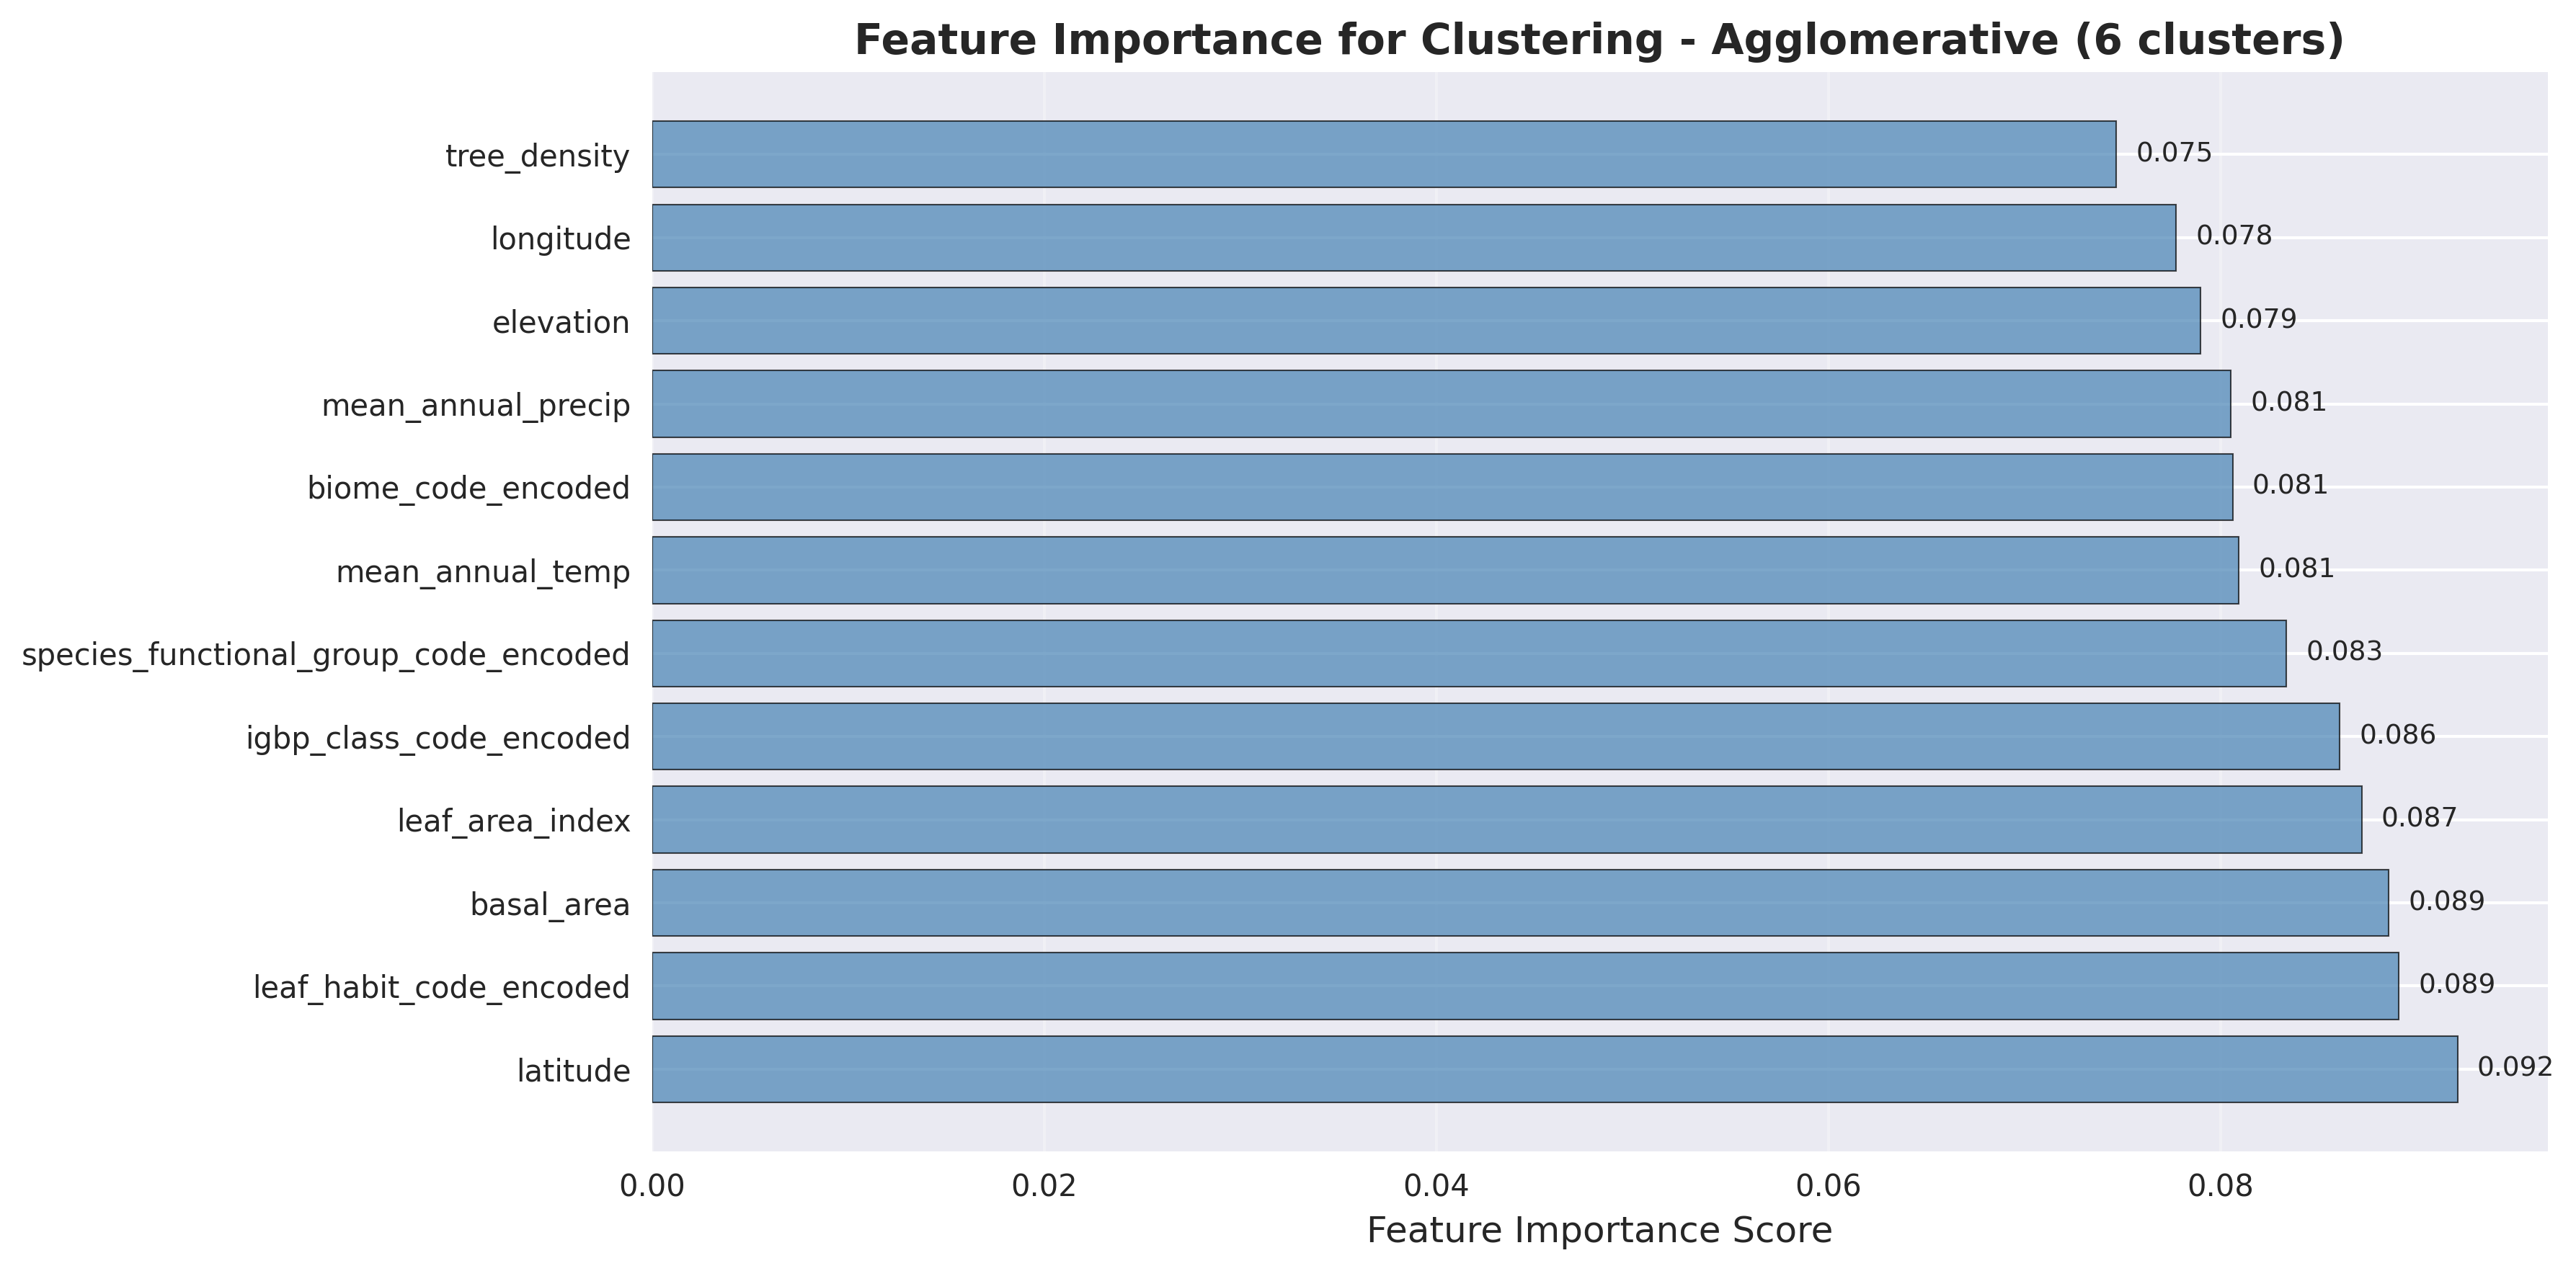 Feature Importance for Clustering - Agglomerative (6 clusters)
tree_density 0.075
longitude 0.078
elevation 0.079
mean_annual_precip 0.081
biome_code_encoded 0.081
mean_annual_temp 0.081
species_functional_group_code_encoded 0.083
igbp_class_code_encoded 0.086
leaf_area_index 0.087
basal_area 0.089
leaf_habit_code_encoded 0.089
latitude 0.092
0.00 0.02 0.04 0.06 0.08
Feature Importance Score